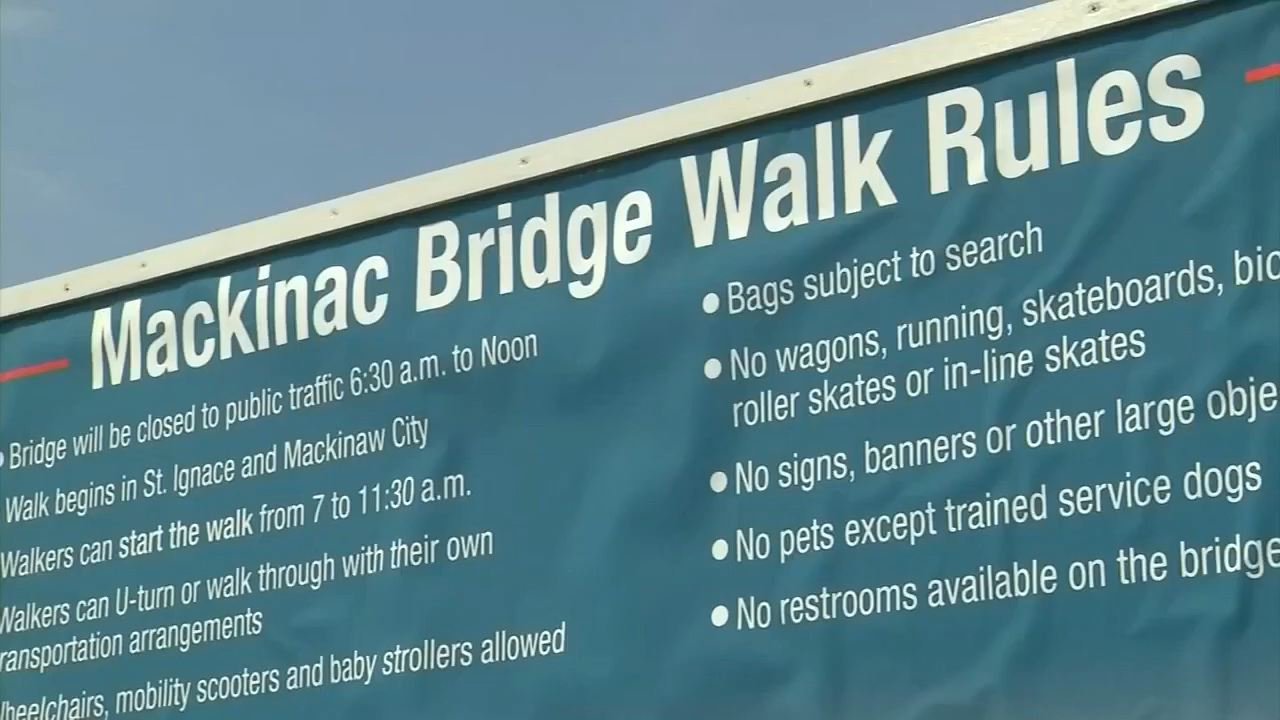 Mackinac Bridge Walk Rules
• Bridge will be closed to public traffic 6:30 a.m. to Noon
Walk begins in St. Ignace and Mackinaw City
Walkers can start the walk from 7 to 11:30 a.m.
Walkers can U-turn or walk through with their own
ransportation arrangements
heelchairs, mobility scooters and baby strollers allowed
• Bags subject to search
• No wagons, running, skateboards, bic
roller skates or in-line skates
• No signs, banners or other large obje
• No pets except trained service dogs
• No restrooms available on the bridge